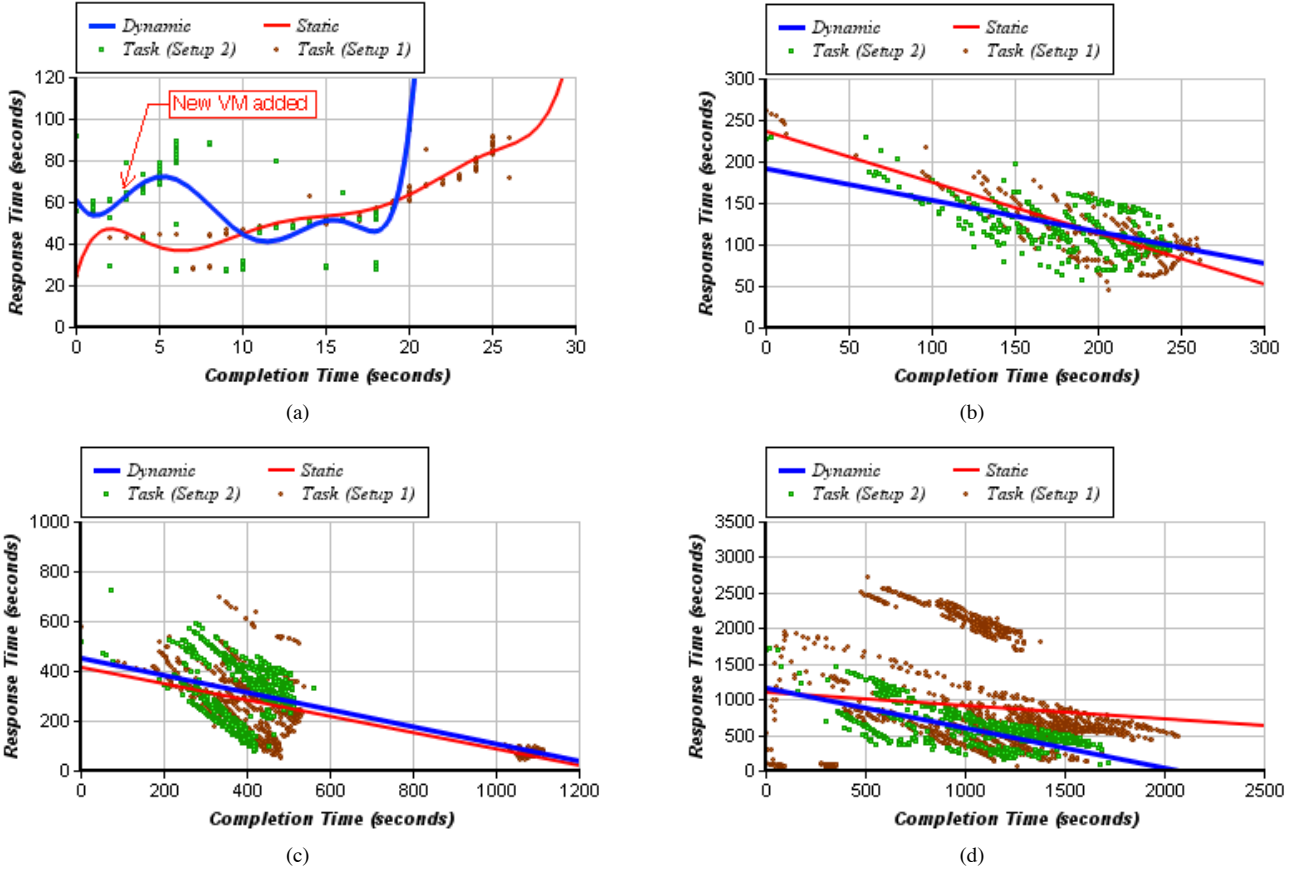 Dynamic Static
Task (Setup 2) Task (Setup 1)
120
100
80
60
40
20
0
Response Time (seconds)
New VM added
0 5 10 15 20 25 30
Completion Time (seconds)
(a)
Dynamic Static
Task (Setup 2) Task (Setup 1)
300
250
200
150
100
50
0
Response Time (seconds)
0 50 100 150 200 250 300
Completion Time (seconds)
(b)
Dynamic Static
Task (Setup 2) Task (Setup 1)
1000
800
600
400
200
0
Response Time (seconds)
0 200 400 600 800 1000 1200
Completion Time (seconds)
(c)
Dynamic Static
Task (Setup 2) Task (Setup 1)
3500
3000
2500
2000
1500
1000
500
0
Response Time (seconds)
0 500 1000 1500 2000 2500
Completion Time (seconds)
(d)